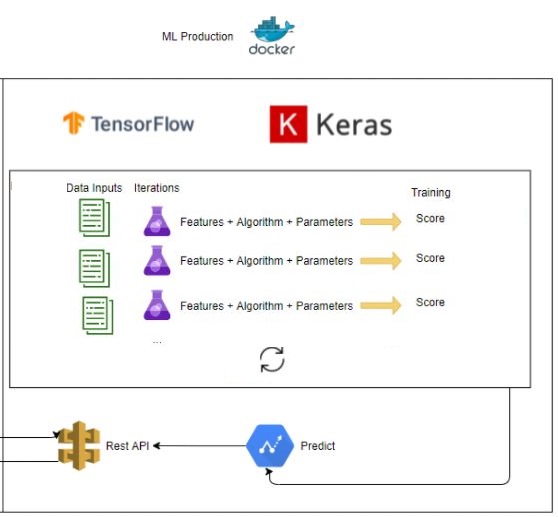 ML Production
docker
TensorFlow
K Keras
Data Inputs Iterations
Training
Features + Algorithm + Parameters Score
Features + Algorithm + Parameters Score
Features + Algorithm + Parameters Score
...
Rest API
Predict